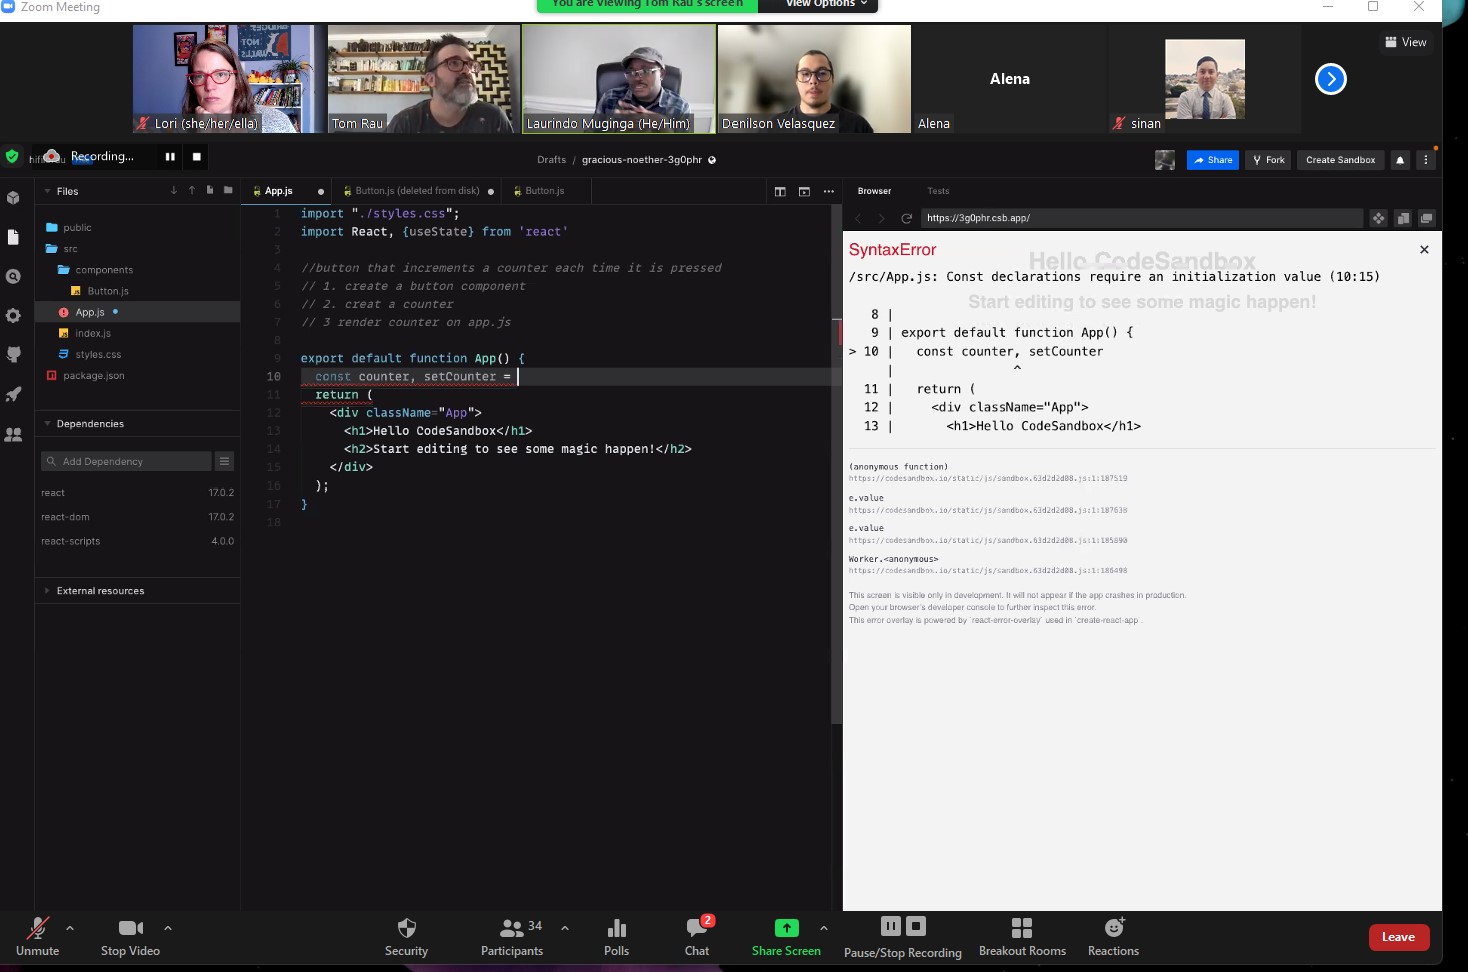 Zoom Meeting
You are viewing Tom Rau's screen
View Options
View
Lori (she/her/ella)
Tom Rau
Laurindo Muginga (He/Him)
Denilson Velasquez
Alena
Alena
sinan
Recording...
Drafts / gracious-noether-3g0phr
Share
Fork
Create Sandbox
Files
App.js
Button.js (deleted from disk)
Button.js
Browser
Tests
https://3g0phr.csb.app/
public
src
components
Button.js
App.js
index.js
styles.css
package.json
Dependencies
Add Dependency
react 17.0.2
react-dom 17.0.2
react-scripts 4.0.0
External resources
1 import "./styles.css";
2 import React, {useState} from 'react'
3
4 //button that increments a counter each time it is pressed
5 // 1. create a button component
6 // 2. creat a counter
7 // 3 render counter on app.js
8
9 export default function App() {
10 const counter, setCounter =
11 return (
12 <div className="App">
13 <h1>Hello CodeSandbox</h1>
14 <h2>Start editing to see some magic happen!</h2>
15 </div>
16 );
17 }
18
SyntaxError
Hello CodeSandbox
/src/App.js: Const declarations require an initialization value (10:15)
Start editing to see some magic happen!
8 |
9 | export default function App() {
> 10 | const counter, setCounter
| ^
11 | return (
12 | <div className="App">
13 | <h1>Hello CodeSandbox</h1>
(anonymous function)
https://codesandbox.io/static/js/sandbox.63d2d2d08.js:1:187519
e.value
https://codesandbox.io/static/js/sandbox.63d2d2d08.js:1:187638
e.value
https://codesandbox.io/static/js/sandbox.63d2d2d08.js:1:185890
Worker.<anonymous>
https://codesandbox.io/static/js/sandbox.63d2d2d08.js:1:186498
This screen is visible only in development. It will not appear if the app crashes in production.
Open your browser's developer console to further inspect this error.
This error overlay is powered by `react-error-overlay` used in `create-react-app`.
Unmute
Stop Video
Security
34
Participants
Polls
2
Chat
Share Screen
Pause/Stop Recording
Breakout Rooms
Reactions
Leave